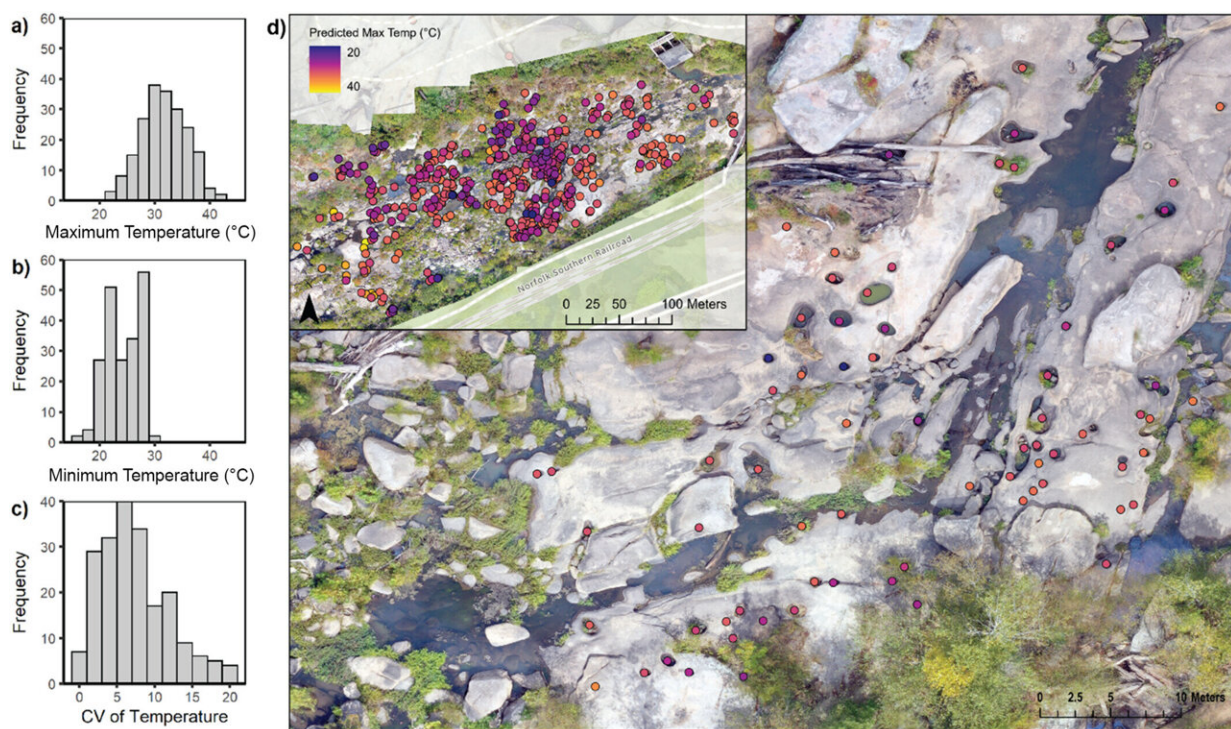 a)
60
50
40
30
20
10
0
Frequency
20 30 40
Maximum Temperature (°C)
b)
60
50
40
30
20
10
0
Frequency
20 30 40
Minimum Temperature (°C)
c)
40
30
20
10
0
Frequency
0 5 10 15 20
CV of Temperature
d)
Predicted Max Temp (°C)
20
40
Norfolk Southern Railroad
0 25 50 100 Meters
0 2.5 5 10 Meters